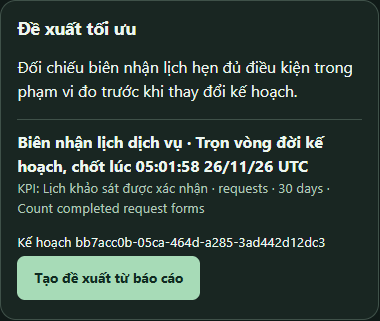 Đề xuất tối ưu
Đối chiếu biên nhận lịch hẹn đủ điều kiện trong
phạm vi đo trước khi thay đổi kế hoạch.
Biên nhận lịch dịch vụ · Trọn vòng đời kế
hoạch, chốt lúc 05:01:58 26/11/26 UTC
KPI: Lịch khảo sát được xác nhận · requests · 30 days ·
Count completed request forms
Kế hoạch bb7acc0b-05ca-464d-a285-3ad442d12dc3
Tạo đề xuất từ báo cáo